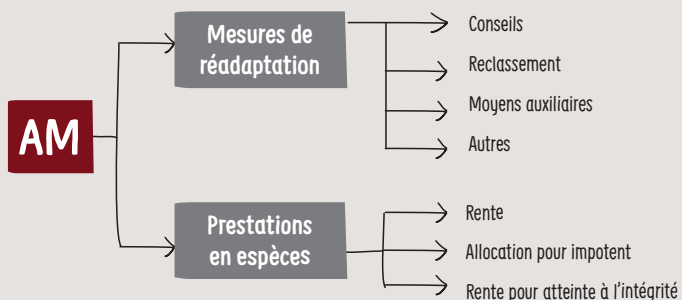 AM
Mesures de
réadaptation
Conseils
Reclassement
Moyens auxiliaires
Autres
Prestations
en espèces
Rente
Allocation pour impotent
Rente pour atteinte à l'intégrité